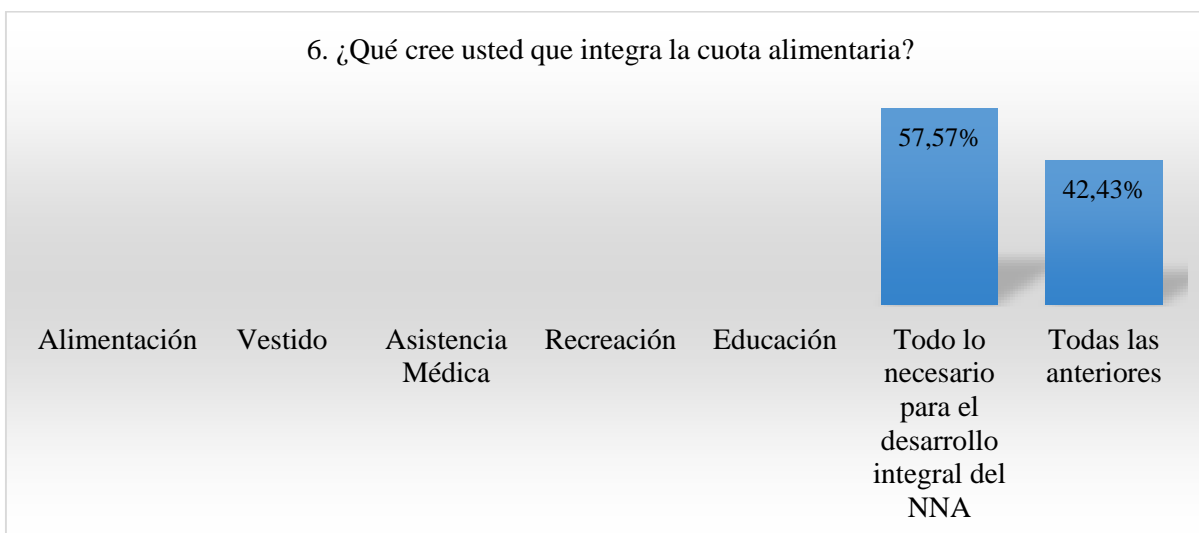 6. ¿Qué cree usted que integra la cuota alimentaria?
57,57%
42,43%
Alimentación
Vestido
Asistencia
Médica
Recreación
Educación
Todo lo
necesario
para el
desarrollo
integral del
NNA
Todas las
anteriores